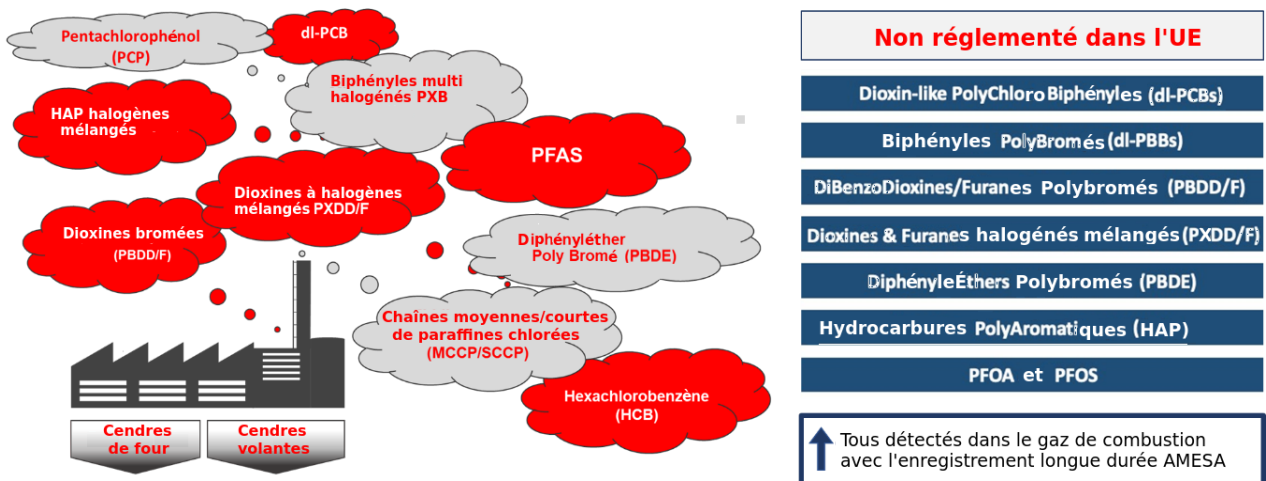 Pentachlorophénol
(PCP)
dl-PCB
Biphényles multi
halogénés PXB
HAP halogènes
mélangés
PFAS
Dioxines à halogènes
mélangés PXDD/F
Dioxines bromées
(PBDD/F)
Diphényléther
Poly Bromé (PBDE)
Chaînes moyennes/courtes
de paraffines chlorées
(MCCP/SCCP)
Hexachlorobenzène
(HCB)
Cendres
de four
Cendres
volantes
Non réglementé dans l'UE
Dioxin-like PolyChloro Biphényles (dl-PCBs)
Biphényles PolyBromés (dl-PBBs)
DiBenzoDioxines/Furanes Polybromés (PBDD/F)
Dioxines & Furanes halogénés mélangés (PXDD/F)
DiphényleÉthers Polybromés (PBDE)
Hydrocarbures PolyAromatiques (HAP)
PFOA et PFOS
Tous détectés dans le gaz de combustion
avec l'enregistrement longue durée AMESA